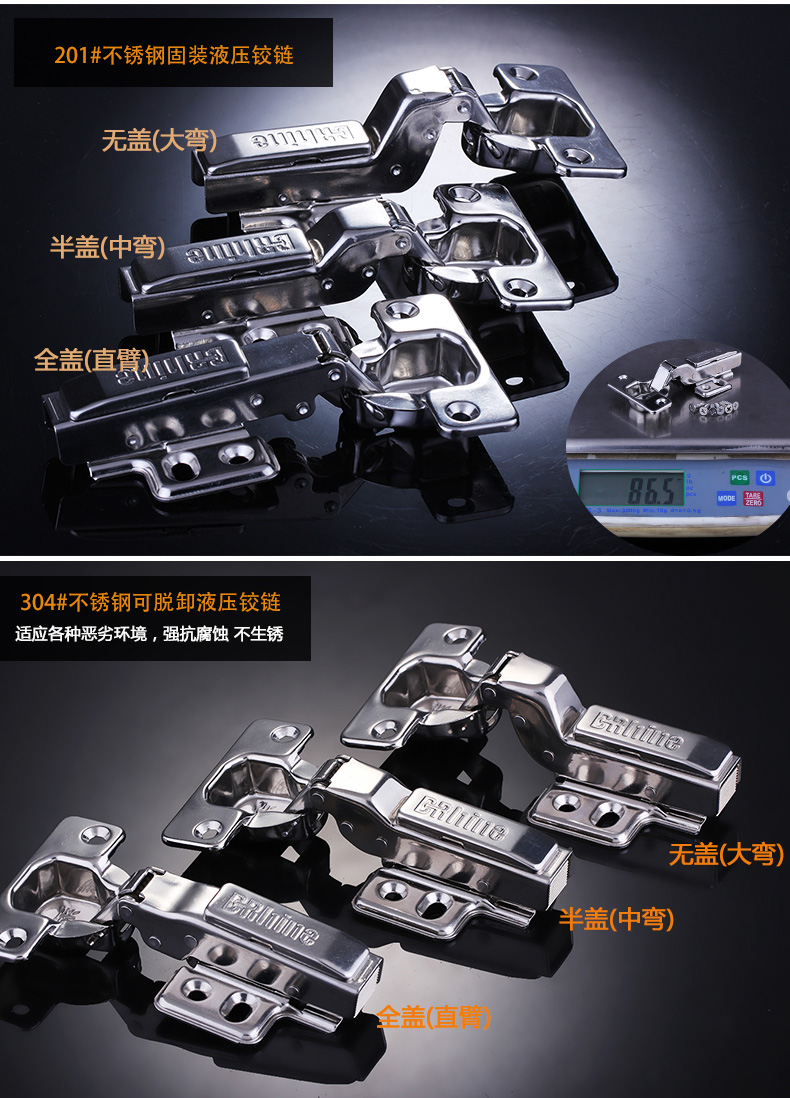 201#不锈钢固装液压铰链
无盖(大弯)
半盖(中弯)
全盖(直臂)
86.5
PCS
MODE
TARE
ZERO
304#不锈钢可脱卸液压铰链
适应各种恶劣环境，强抗腐蚀 不生锈
无盖(大弯)
半盖(中弯)
全盖(直臂)